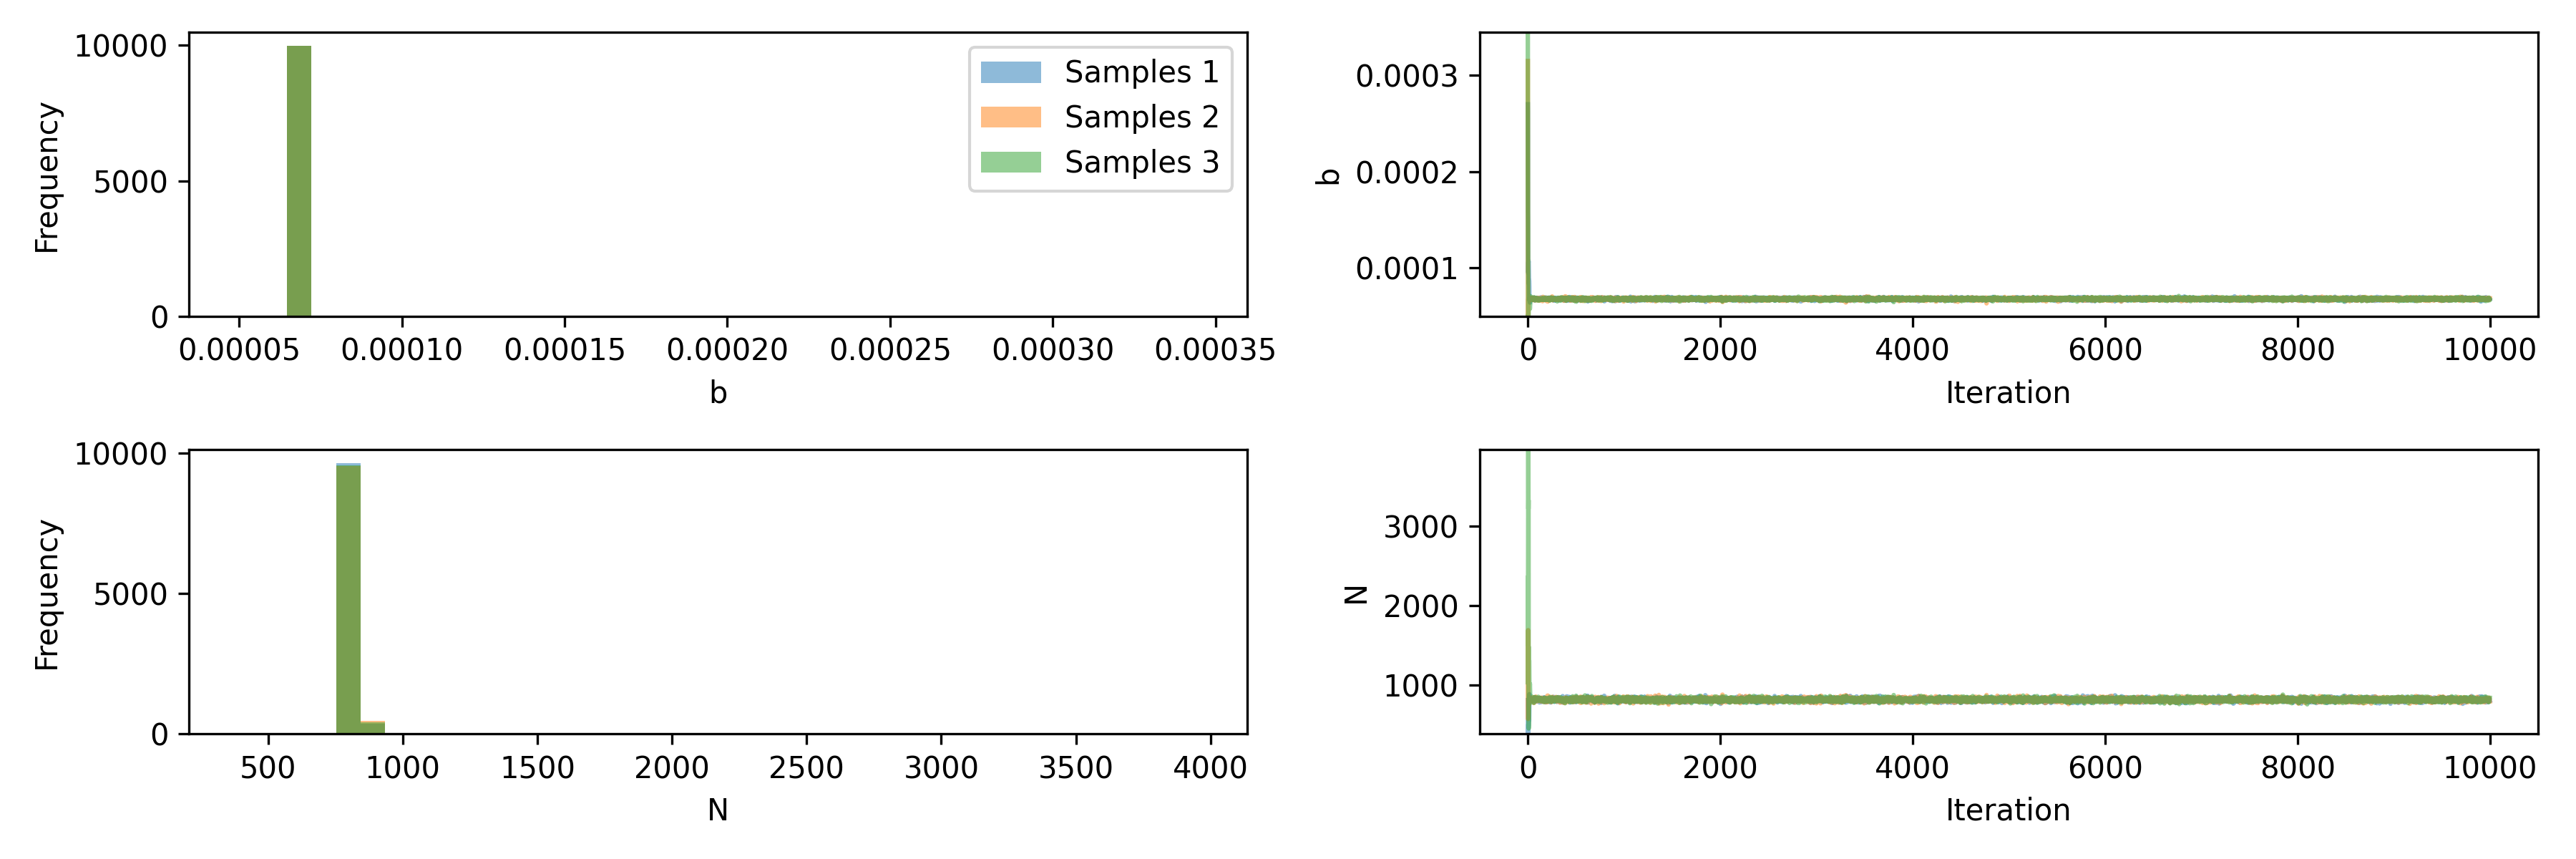 10000
5000
0
Frequency
Samples 1
Samples 2
Samples 3
0.00005 0.00010 0.00015 0.00020 0.00025 0.00030 0.00035
b
0.0003
0.0002
0.0001
b
0 2000 4000 6000 8000 10000
Iteration
10000
5000
0
Frequency
500 1000 1500 2000 2500 3000 3500 4000
N
3000
2000
1000
N
0 2000 4000 6000 8000 10000
Iteration